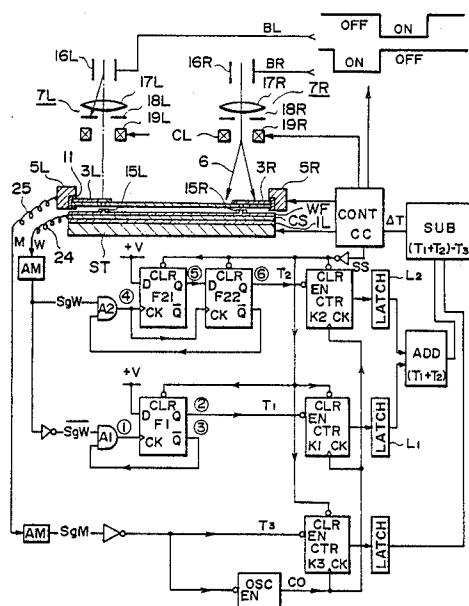 OFF ON
BL
OFF ON OFF
16L 16R BR
17L 17R
7L 18L 18R 7R
19L CL 19R
6
5L 11 3L 15L 15R 3R 5R
25 WF
CS
1L
CONT CC
ΔT
SUB (T1+T2)-T3
M W 24
ST
AM
+V
SS
SgW A2 ④
D CLR Q F21 CK Q̅
⑤
D CLR Q F22 CK Q̅
⑥ T2
CLR EN CTR K2 CK
LATCH L2
ADD (T1+T2)
+V
S̅g̅W̅ A1 ①
D CLR Q F1 CK Q̅
② ③
T1
CLR EN CTR K1 CK
LATCH L1
AM SgM
T3
CLR EN CTR K3 CK
LATCH
OSC EN CO